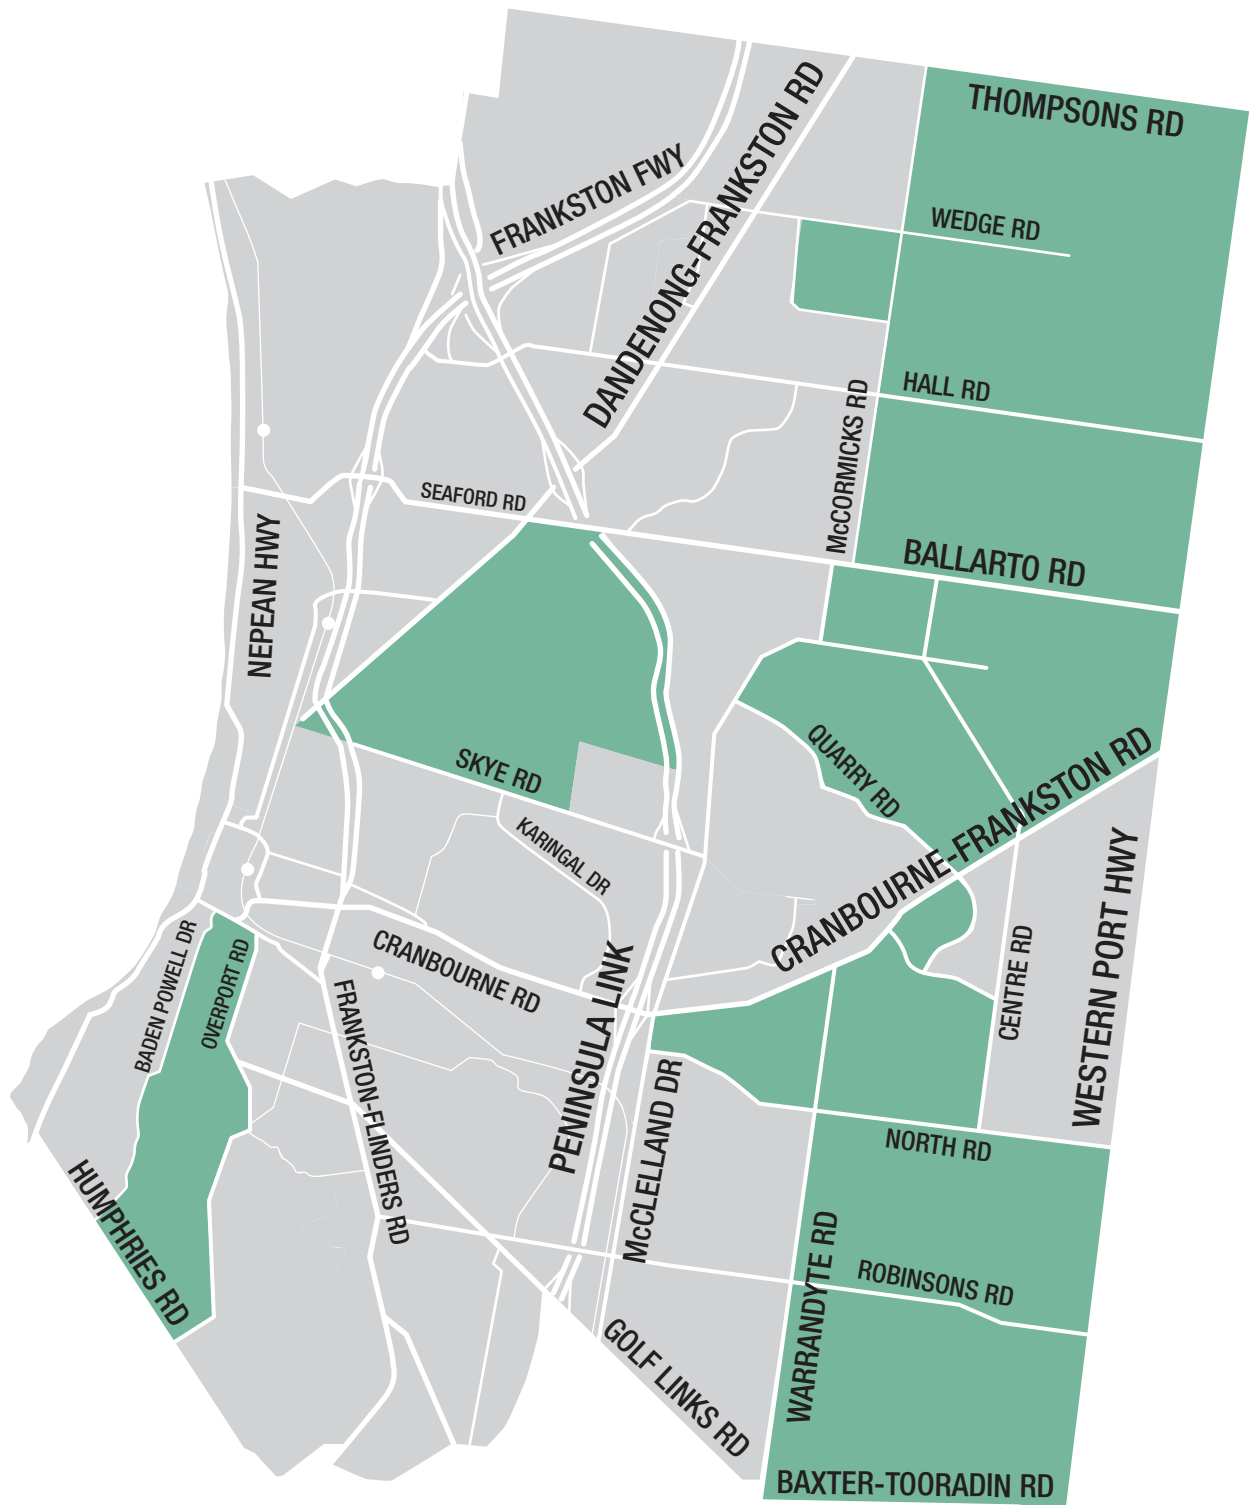 THOMPSONS RD
FRANKSTON FWY
DANDENONG-FRANKSTON RD
WEDGE RD
HALL RD
McCORMICKS RD
SEAFORD RD
NEPEAN HWY
BALLARTO RD
SKYE RD
QUARRY RD
KARINGAL DR
CRANBOURNE-FRANKSTON RD
WESTERN PORT HWY
BADEN POWELL DR
OVERPORT RD
CRANBOURNE RD
CENTRE RD
FRANKSTON-FLINDERS RD
PENINSULA LINK
McCLELLAND DR
NORTH RD
HUMPHRIES RD
WARRANDYTE RD
ROBINSONS RD
GOLF LINKS RD
BAXTER-TOORADIN RD